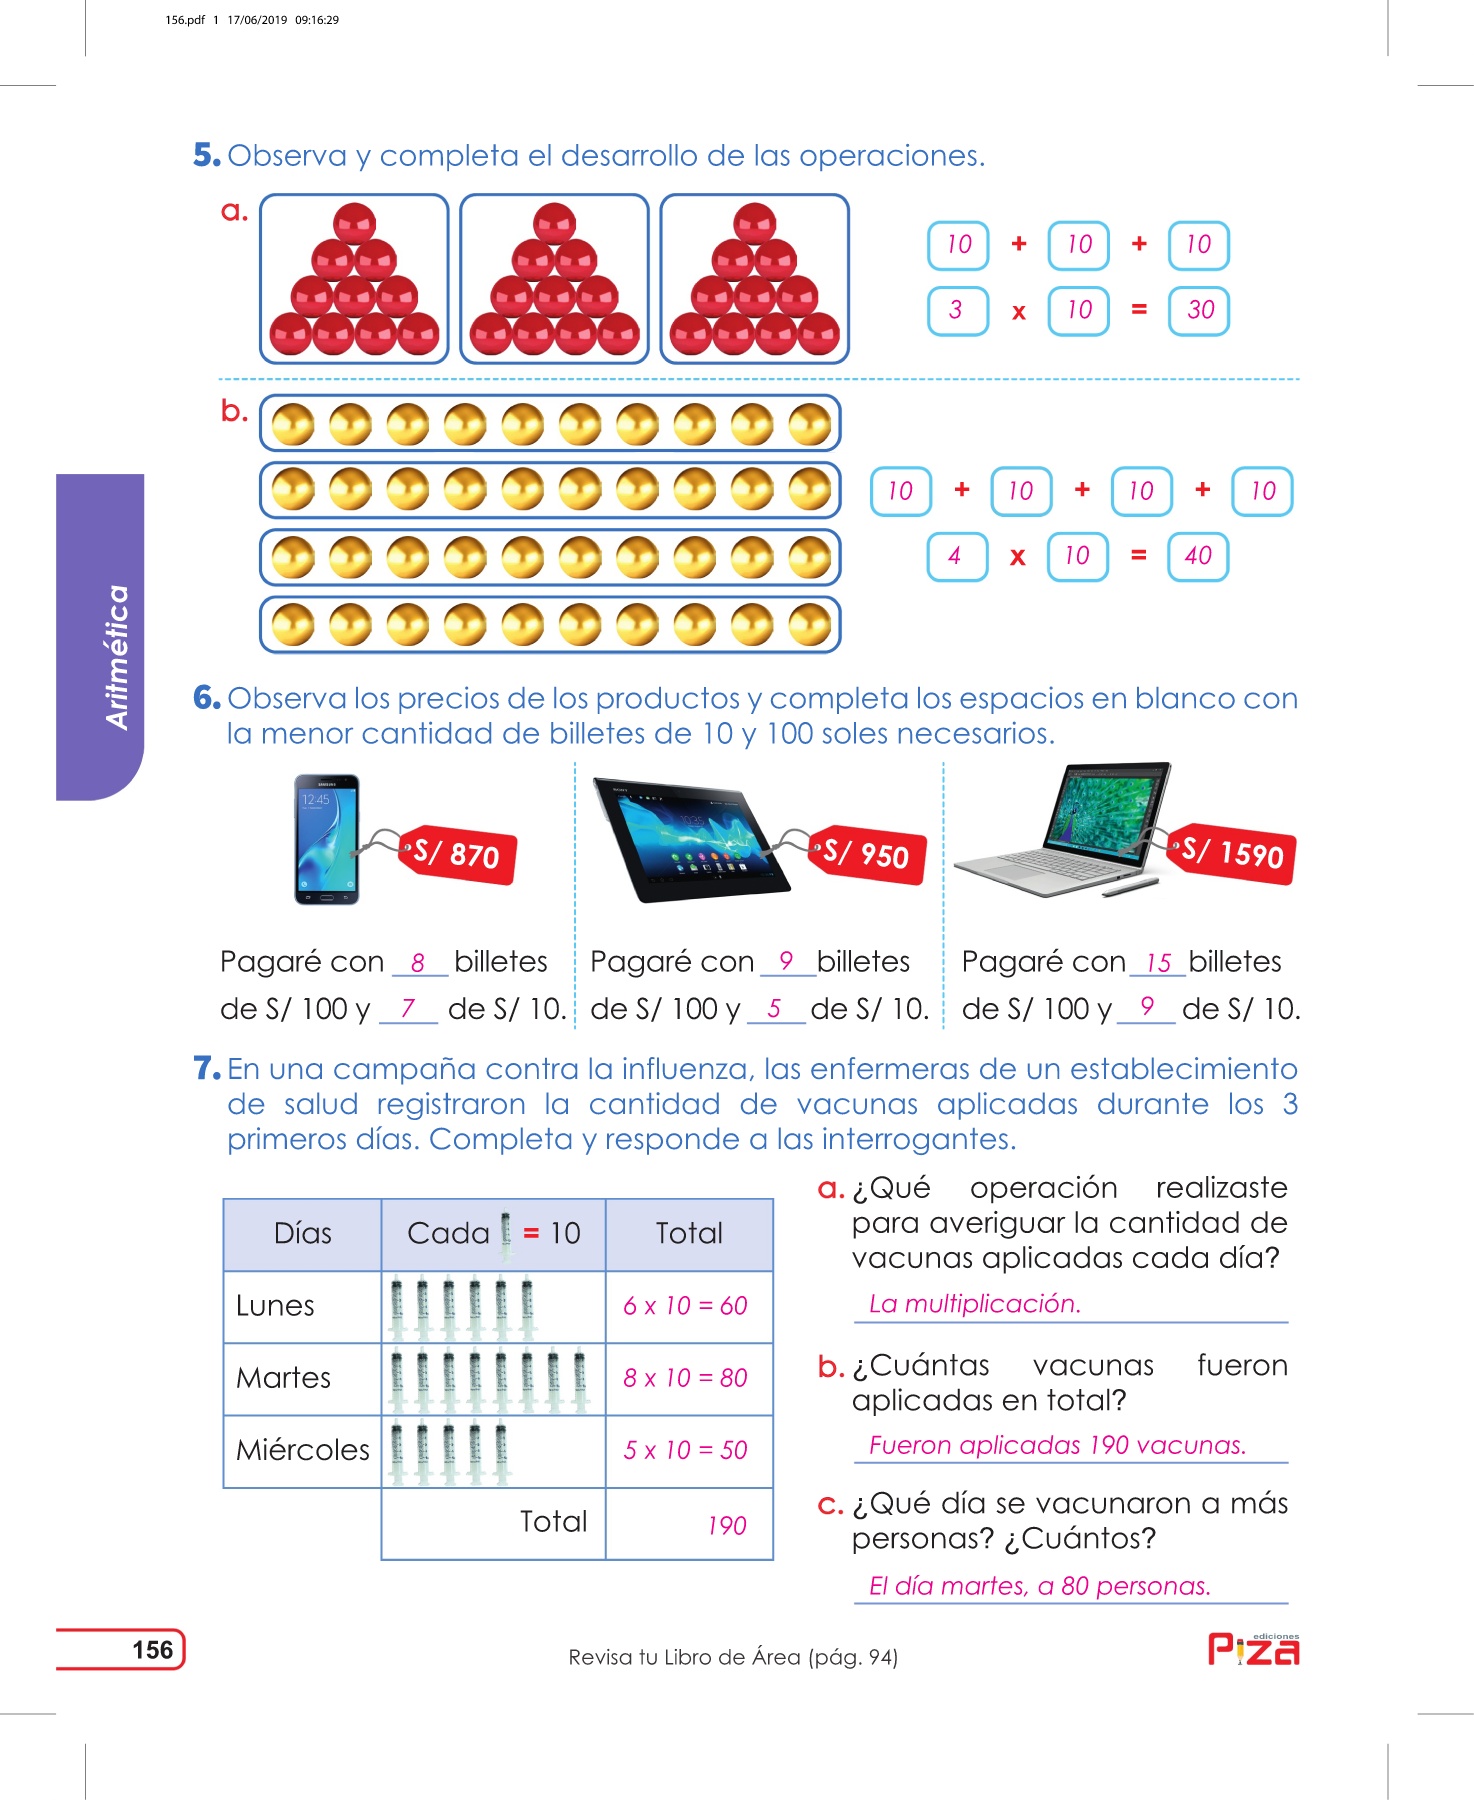 156.pdf 1 17/06/2019 09:16:29
5. Observa y completa el desarrollo de las operaciones.
a.
10 + 10 + 10
3 x 10 = 30
b.
10 + 10 + 10 + 10
4 x 10 = 40
Aritmética
6. Observa los precios de los productos y completa los espacios en blanco con
la menor cantidad de billetes de 10 y 100 soles necesarios.
SAMSUNG
12:45
S/ 870
SONY
S/ 950
S/ 1590
Pagaré con 8 billetes
de S/ 100 y 7 de S/ 10.
Pagaré con 9 billetes
de S/ 100 y 5 de S/ 10.
Pagaré con 15 billetes
de S/ 100 y 9 de S/ 10.
7. En una campaña contra la influenza, las enfermeras de un establecimiento
de salud registraron la cantidad de vacunas aplicadas durante los 3
primeros días. Completa y responde a las interrogantes.
Días Cada = 10 Total
Lunes 6 x 10 = 60
Martes 8 x 10 = 80
Miércoles 5 x 10 = 50
Total 190
a. ¿Qué operación realizaste
para averiguar la cantidad de
vacunas aplicadas cada día?
La multiplicación.
b. ¿Cuántas vacunas fueron
aplicadas en total?
Fueron aplicadas 190 vacunas.
c. ¿Qué día se vacunaron a más
personas? ¿Cuántos?
El día martes, a 80 personas.
156
Revisa tu Libro de Área (pág. 94)
ediciones
Piza